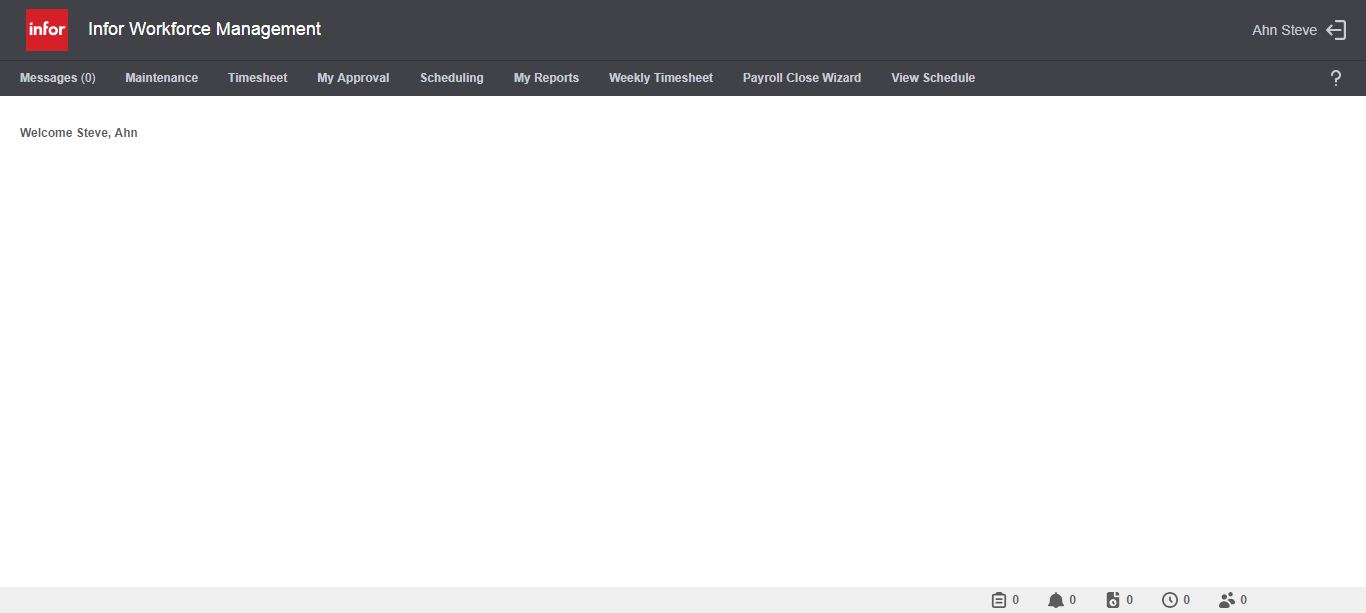 infor Infor Workforce Management Ahn Steve
Messages (0) Maintenance Timesheet My Approval Scheduling My Reports Weekly Timesheet Payroll Close Wizard View Schedule ?
Welcome Steve, Ahn
0 0 0 0 0